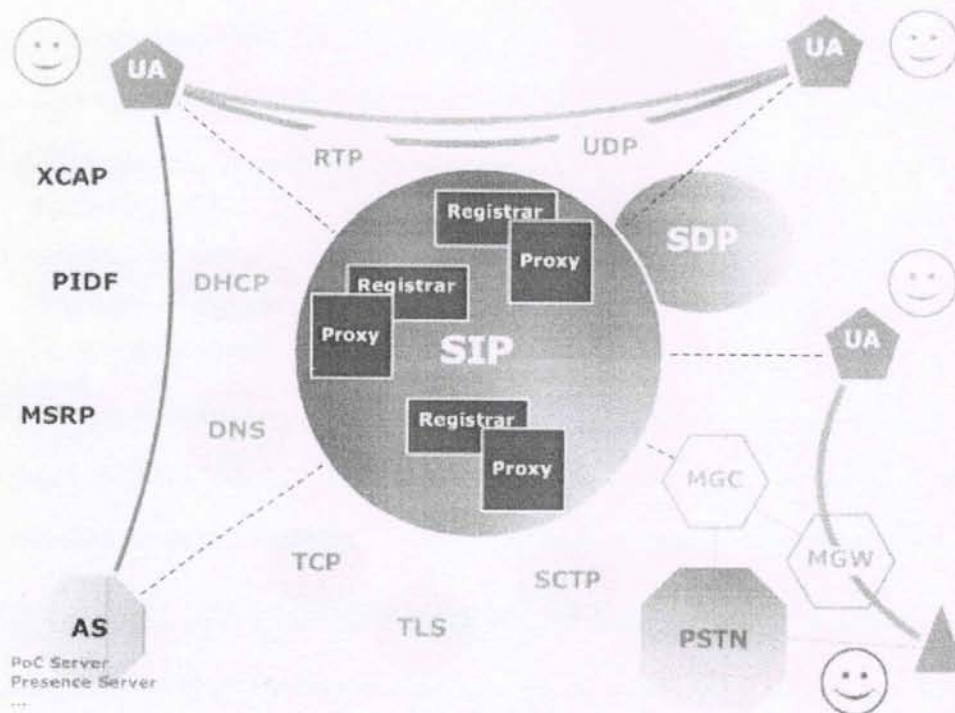 UA
UA
RTP
UDP
XCAP
Registrar
SDP
Proxy
PIDF
DHCP
Registrar
Proxy
SIP
UA
MSRP
DNS
Registrar
Proxy
MGC
TCP
SCTP
MGW
AS
TLS
PSTN
PoC Server
Presence Server
...